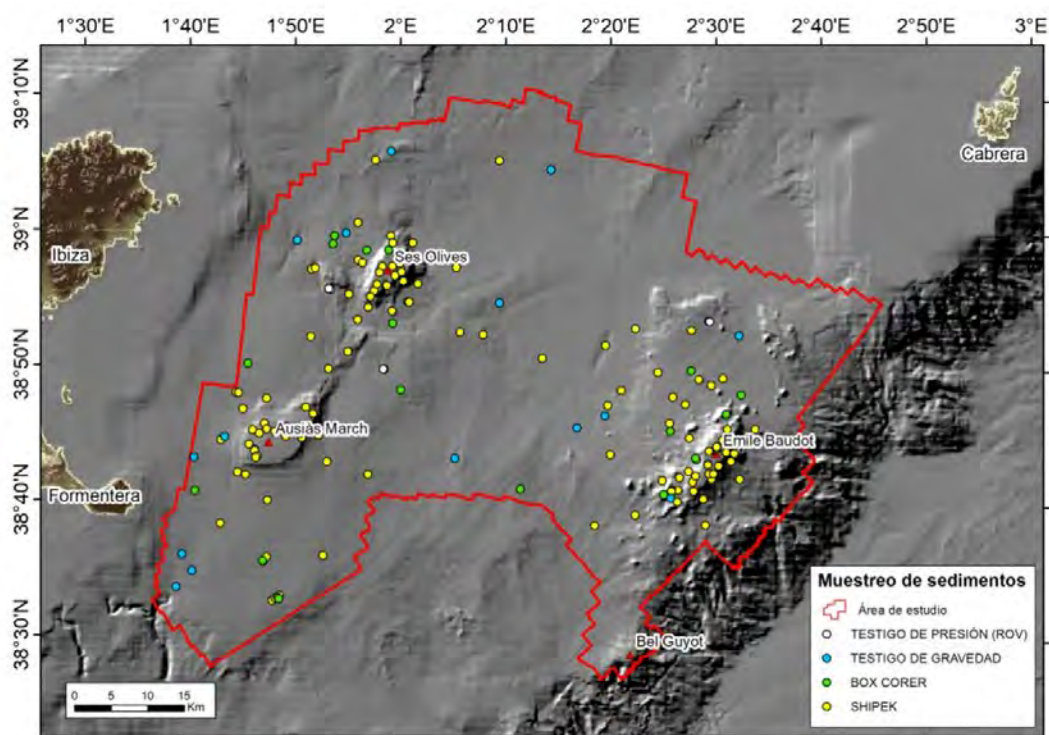 1°30'E 1°40'E 1°50'E 2°0'E 2°10'E 2°20'E 2°30'E 2°40'E 2°50'E 3°E
39°10'N
Cabrera
39°N
Ses Olives
Ibiza
38°50'N
Ausias March
Emile Baudot
Formentera
38°40'N
Muestreo de sedimentos
Área de estudio
TESTIGO DE PRESIÓN (ROV)
38°30'N
Bel Guyot
TESTIGO DE GRAVEDAD
BOX CORER
SHIPEK
0 5 10 15
Km